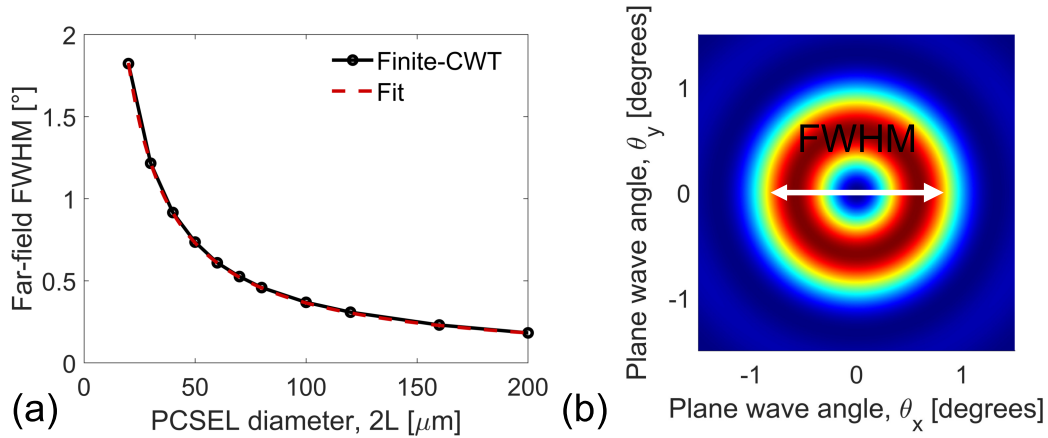 2
1.5
1
0.5
0
0
50
100
150
200
Far-field FWHM [°]
PCSEL diameter, 2L [μm]
Finite-CWT
Fit
(a)
1
0
-1
-1
0
1
Plane wave angle, θy [degrees]
Plane wave angle, θx [degrees]
FWHM
(b)